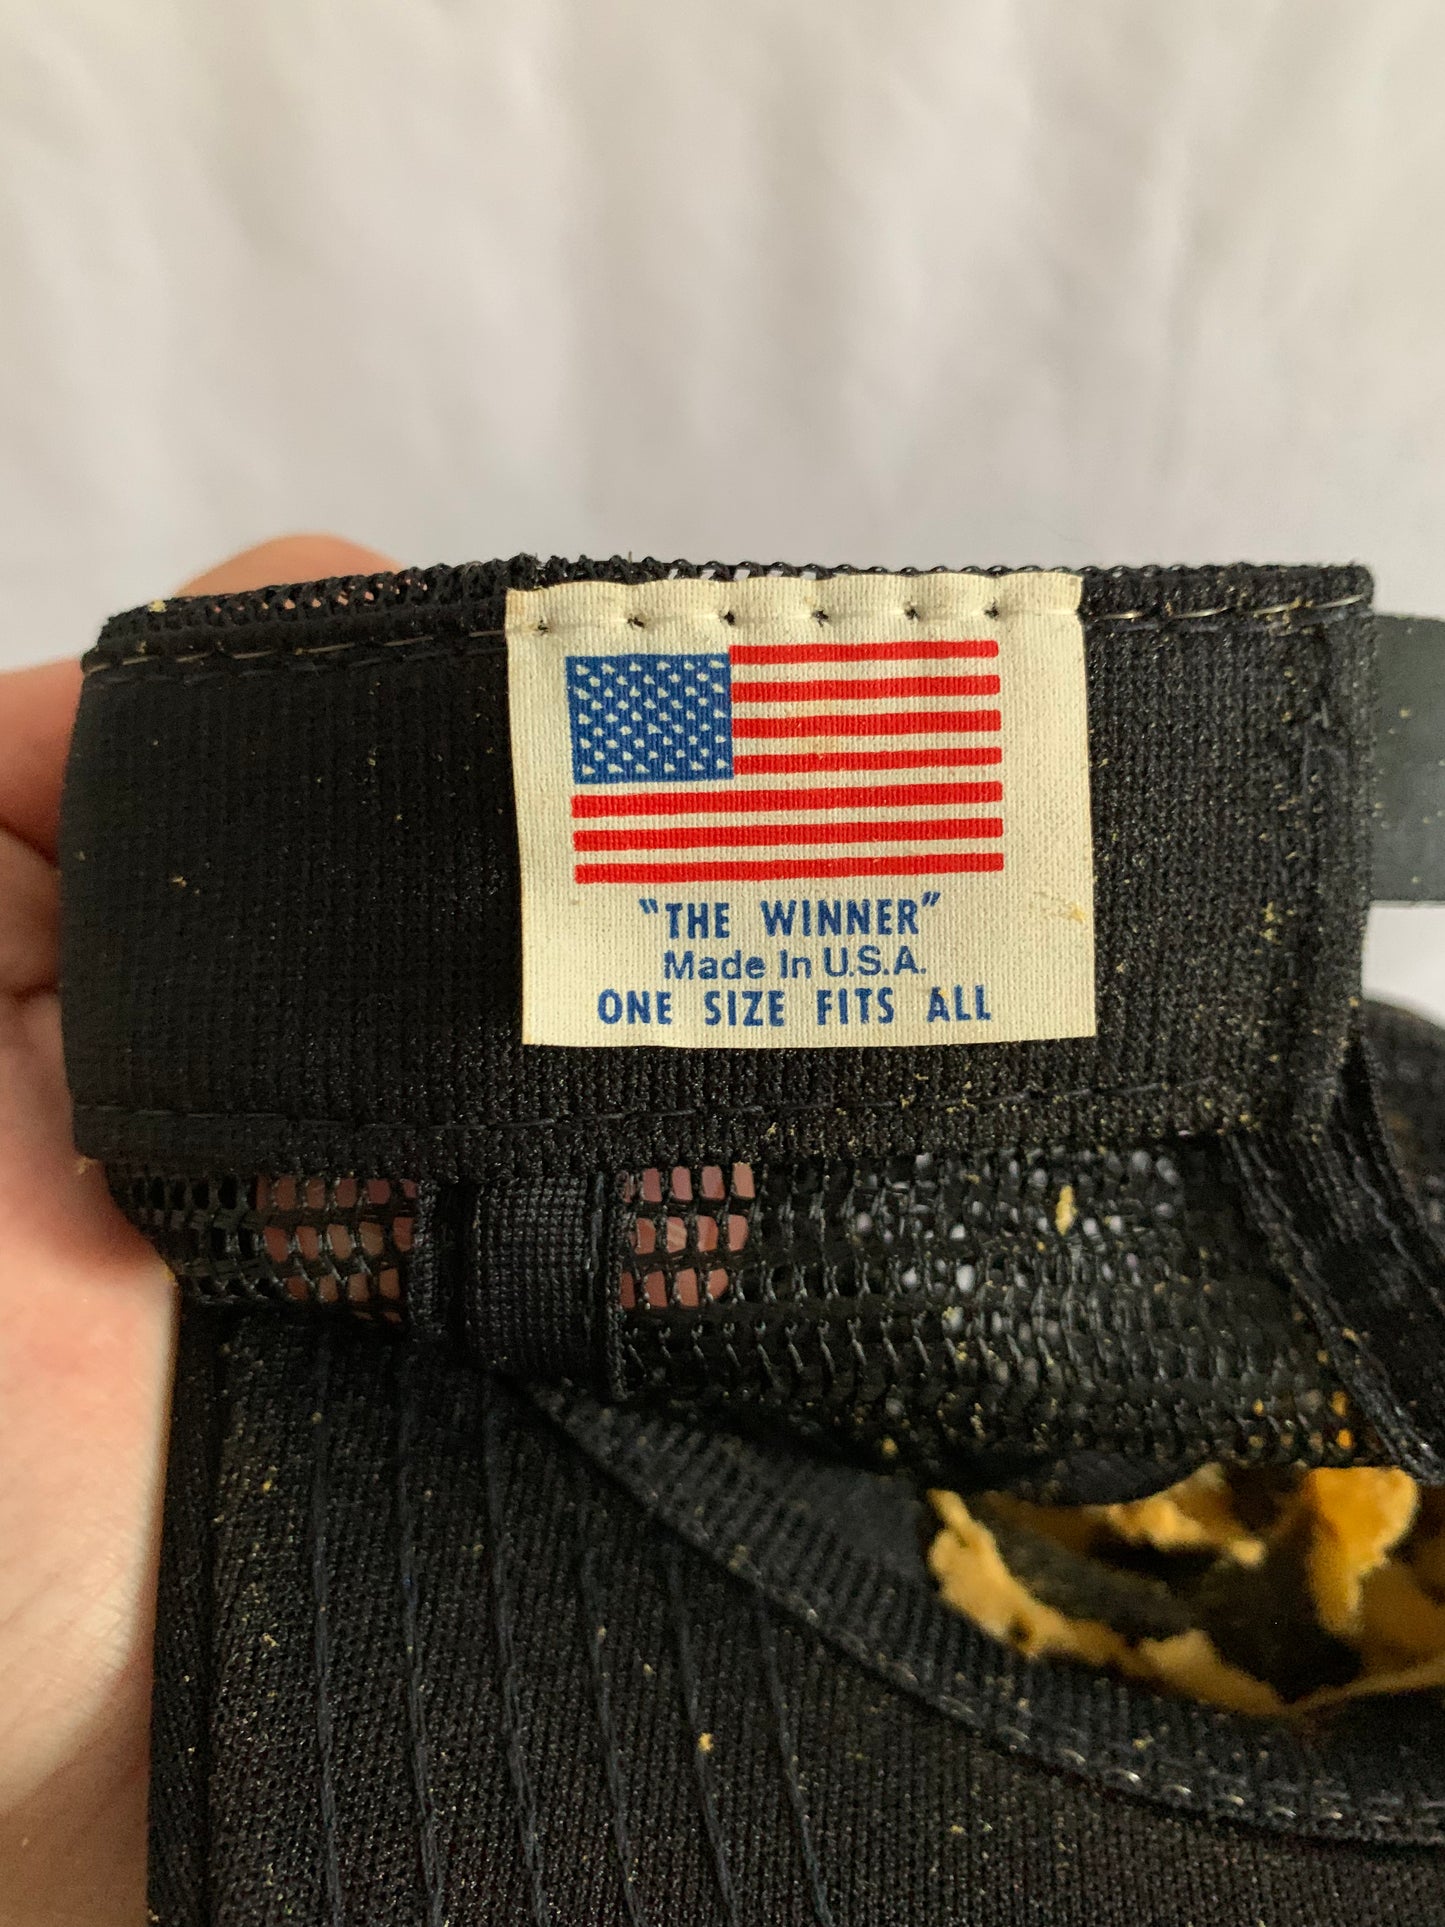 "THE WINNER"
Made In U.S.A.
ONE SIZE FITS ALL